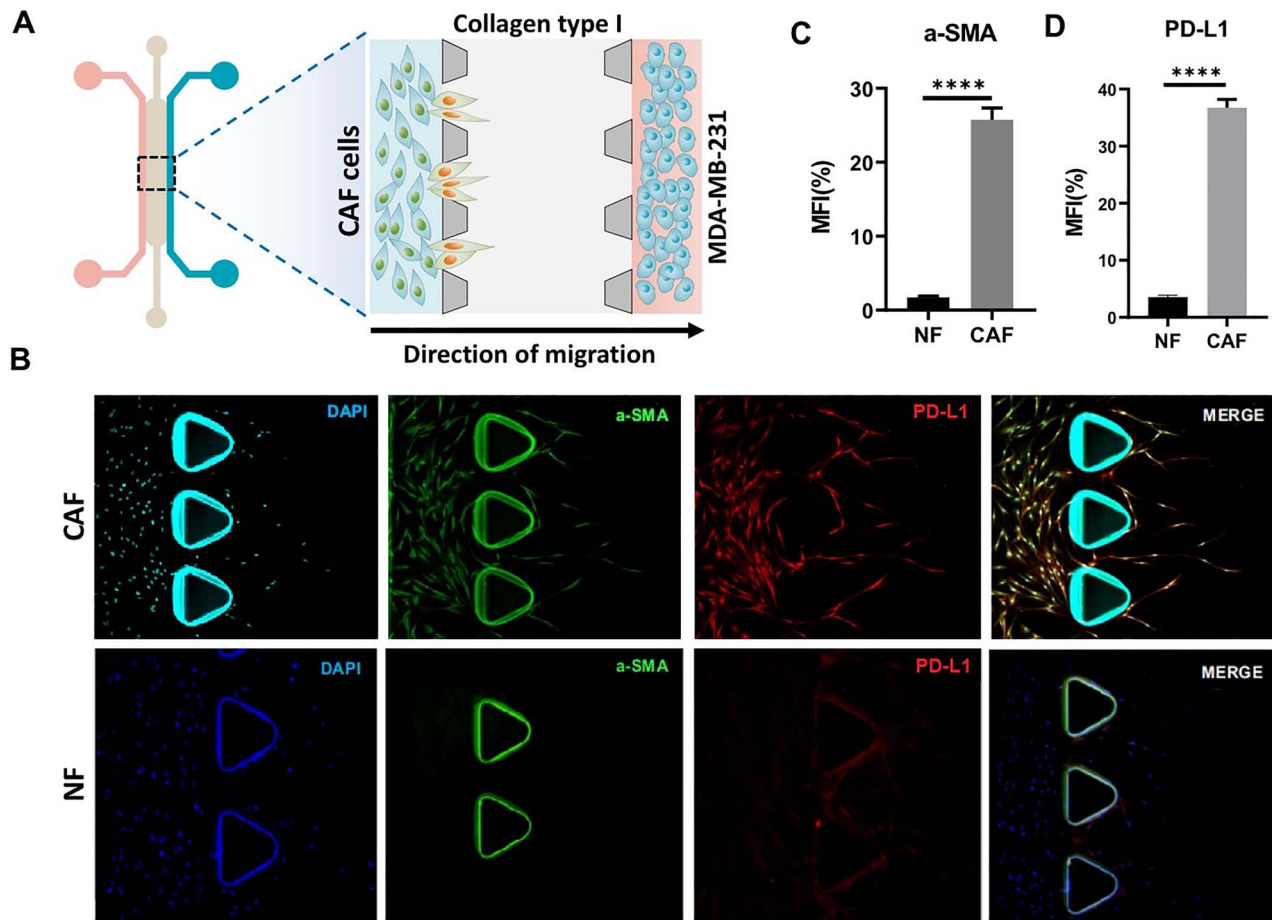 A
Collagen type I
CAF cells
MDA-MB-231
Direction of migration
C
a-SMA
****
MFI(%)
30
20
10
0
NF CAF
D
PD-L1
****
MFI(%)
40
30
20
10
0
NF CAF
B
CAF
DAPI
a-SMA
PD-L1
MERGE
NF
DAPI
a-SMA
PD-L1
MERGE